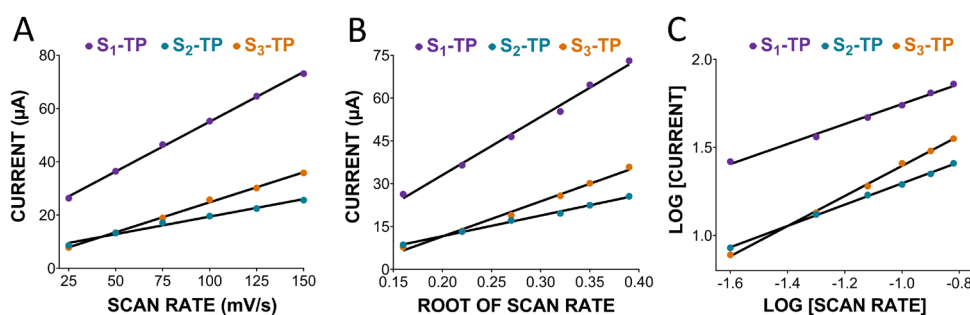 A
S₁-TP S₂-TP S₃-TP
CURRENT (µA)
80
60
40
20
0
25 50 75 100 125 150
SCAN RATE (mV/s)
B
S₁-TP S₂-TP S₃-TP
CURRENT (µA)
75
60
45
30
15
0
0.15 0.20 0.25 0.30 0.35 0.40
ROOT OF SCAN RATE
C
S₁-TP S₂-TP S₃-TP
LOG [CURRENT]
2.0
1.5
1.0
-1.6 -1.4 -1.2 -1.0 -0.8
LOG [SCAN RATE]